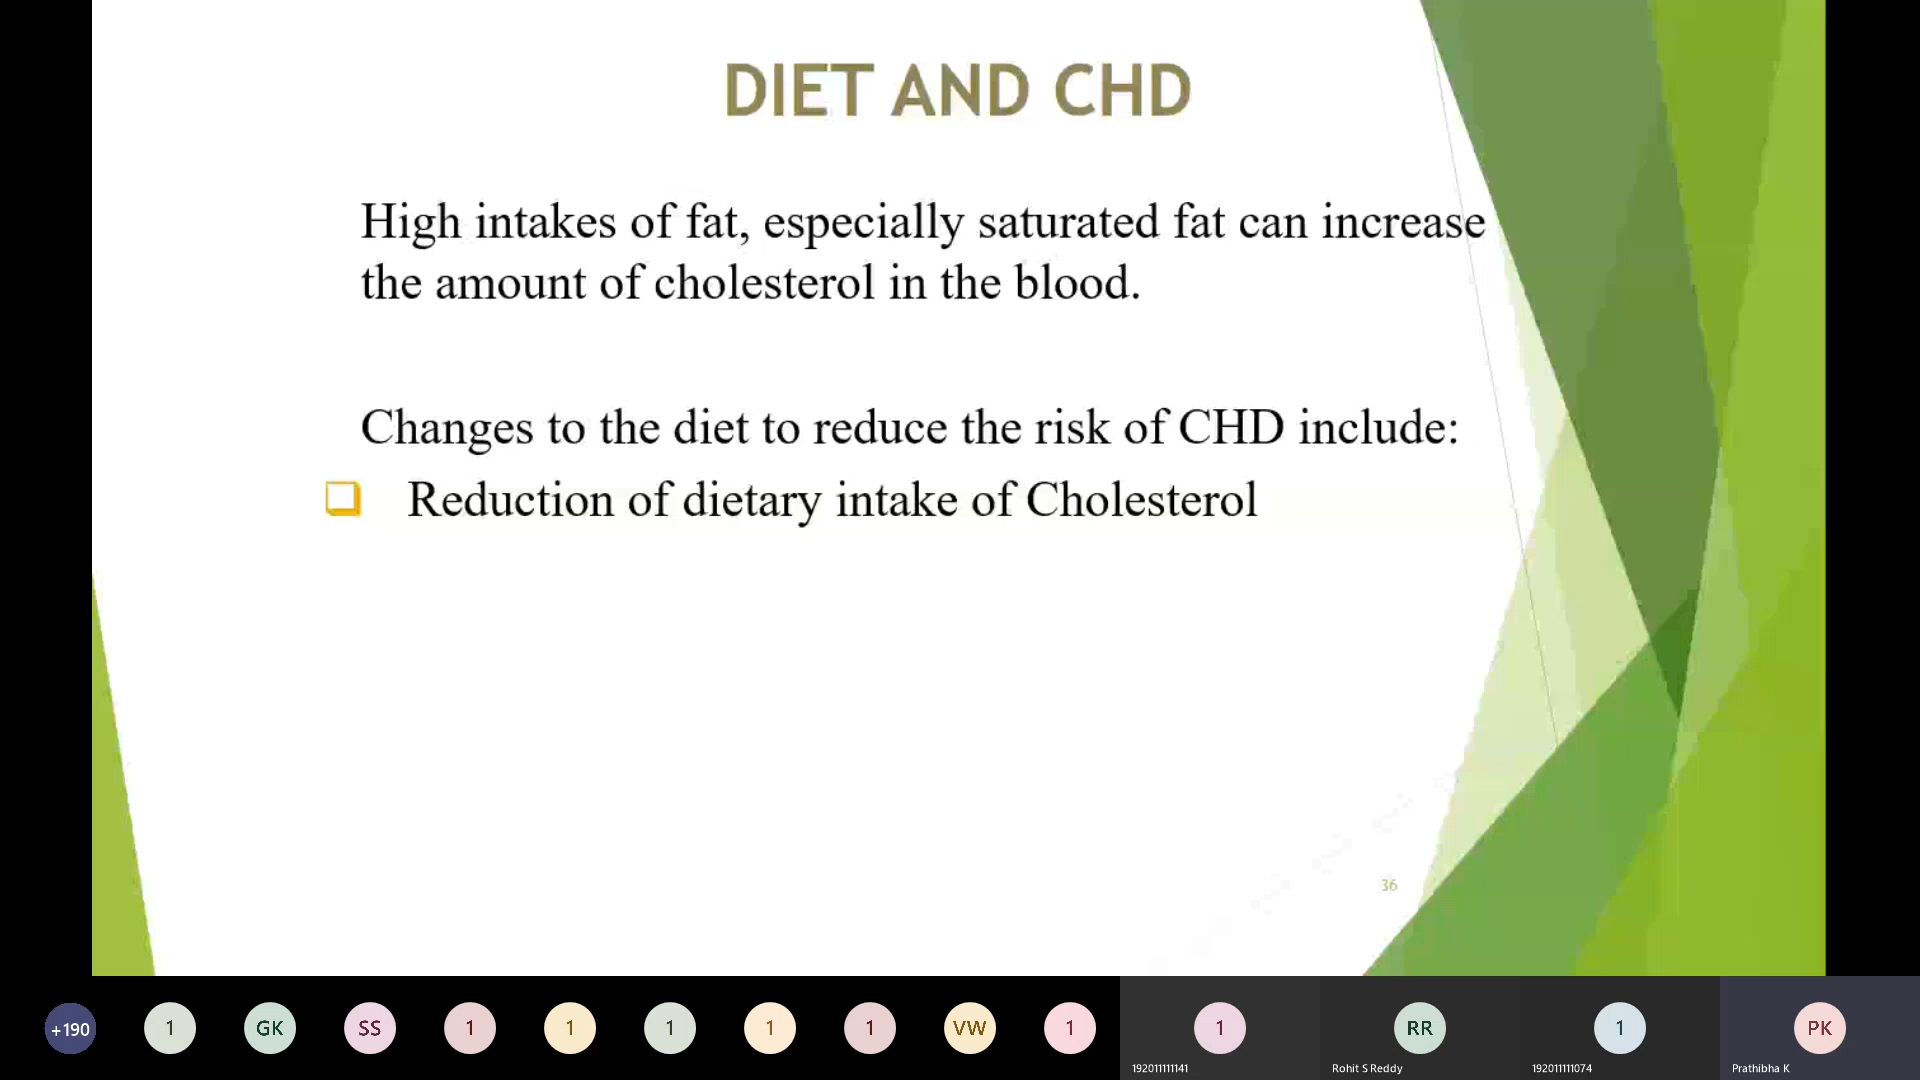 DIET AND CHD
High intakes of fat, especially saturated fat can increase
the amount of cholesterol in the blood.
Changes to the diet to reduce the risk of CHD include:
Reduction of dietary intake of Cholesterol
36
+190
1
GK
SS
1
1
1
1
1
VW
1
1
RR
1
PK
192011111141
Rohit S Reddy
192011111074
Prathibha K